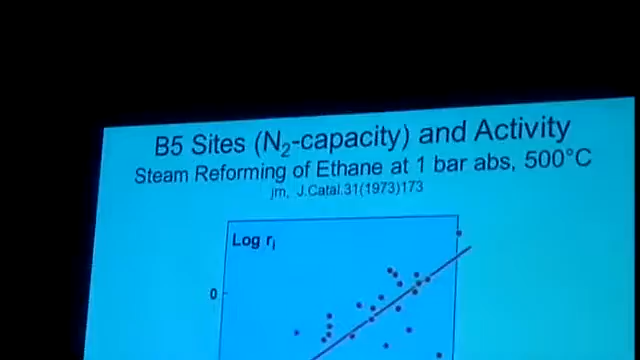 B5 Sites (N₂-capacity) and Activity
Steam Reforming of Ethane at 1 bar abs, 500°C
jrn, J.Catal.31(1973)173
Log rᵢ
0